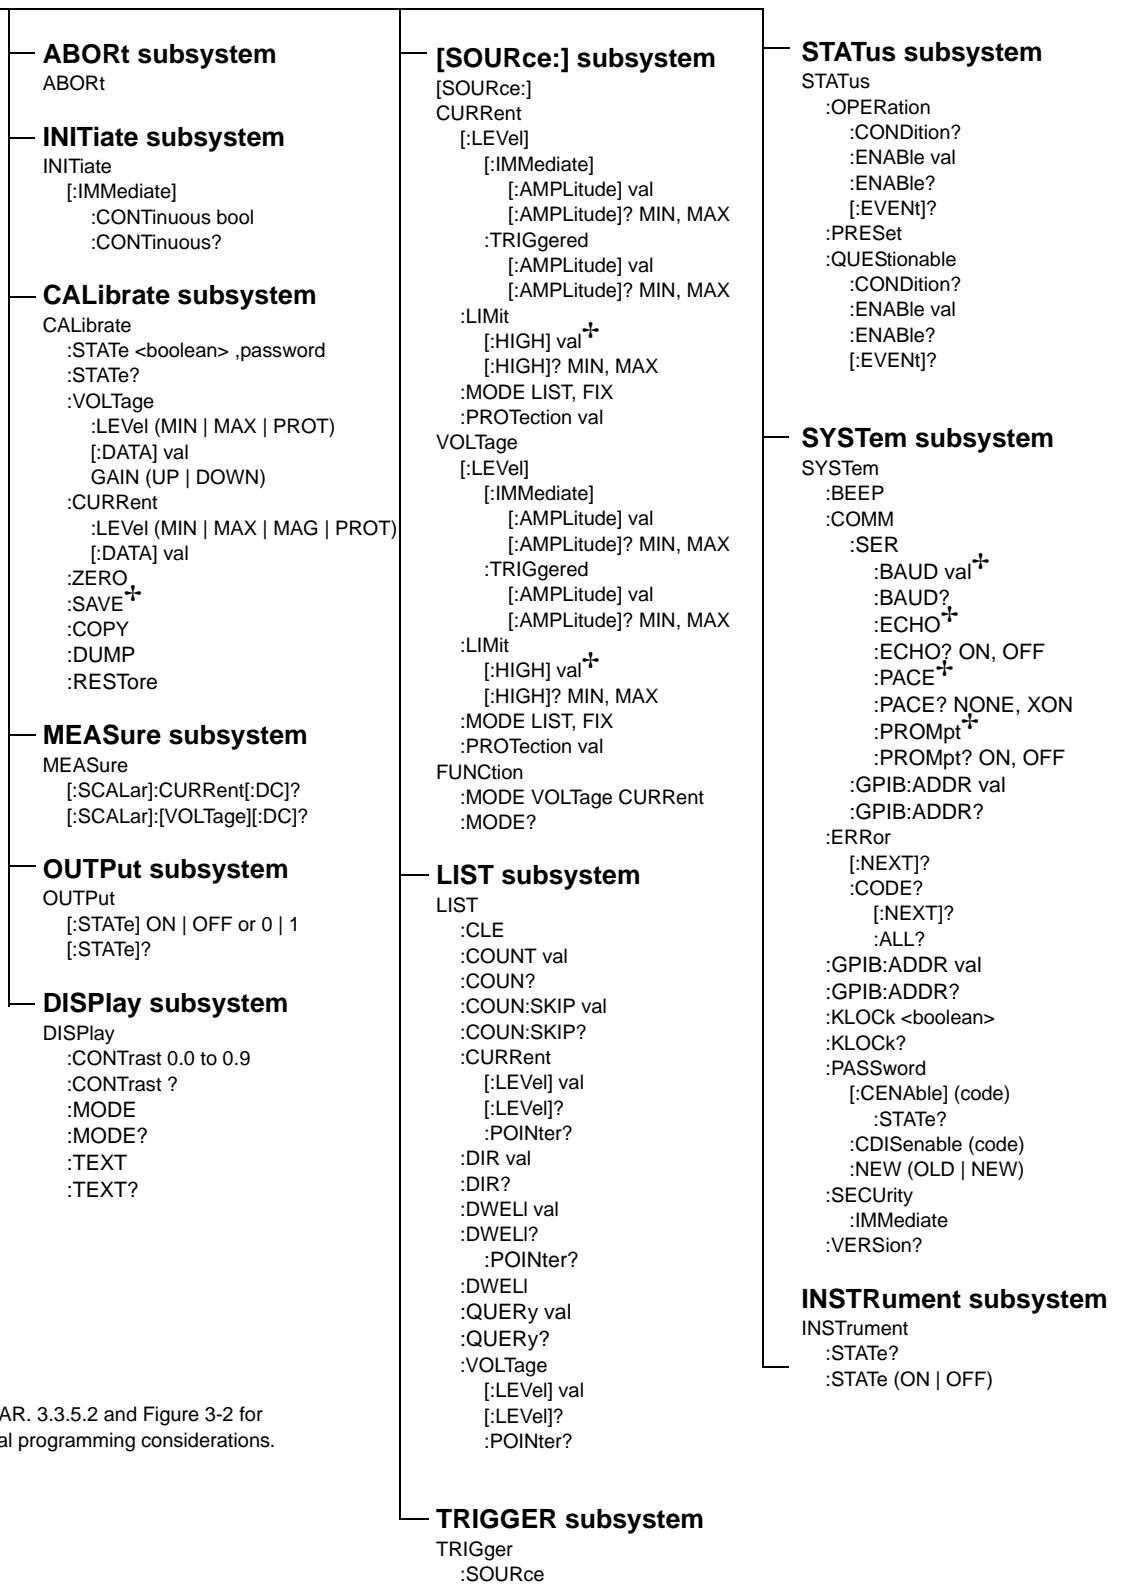 ABORt subsystem
ABORt
INITiate subsystem
INITiate
[:IMMediate]
:CONTinuous bool
:CONTinuous?
CALibrate subsystem
CALibrate
:STATe <boolean> ,password
:STATe?
:VOLTage
:LEVel (MIN | MAX | PROT)
[:DATA] val
GAIN (UP | DOWN)
:CURRent
:LEVel (MIN | MAX | MAG | PROT)
[:DATA] val
:ZERO
:SAVE✢
:COPY
:DUMP
:RESTore
MEASure subsystem
MEASure
[:SCALar]:CURRent[:DC]?
[:SCALar]:[VOLTage][:DC]?
OUTPut subsystem
OUTPut
[:STATe] ON | OFF or 0 | 1
[:STATe]?
DISPlay subsystem
DISPlay
:CONTrast 0.0 to 0.9
:CONTrast ?
:MODE
:MODE?
:TEXT
:TEXT?
AR. 3.3.5.2 and Figure 3-2 for
al programming considerations.
[SOURce:] subsystem
[SOURce:]
CURRent
[:LEVel]
[:IMMediate]
[:AMPLitude] val
[:AMPLitude]? MIN, MAX
:TRIGgered
[:AMPLitude] val
[:AMPLitude]? MIN, MAX
:LIMit
[:HIGH] val✢
[:HIGH]? MIN, MAX
:MODE LIST, FIX
:PROTection val
VOLTage
[:LEVel]
[:IMMediate]
[:AMPLitude] val
[:AMPLitude]? MIN, MAX
:TRIGgered
[:AMPLitude] val
[:AMPLitude]? MIN, MAX
:LIMit
[:HIGH] val✢
[:HIGH]? MIN, MAX
:MODE LIST, FIX
:PROTection val
FUNCtion
:MODE VOLTage CURRent
:MODE?
LIST subsystem
LIST
:CLE
:COUNT val
:COUN?
:COUN:SKIP val
:COUN:SKIP?
:CURRent
[:LEVel] val
[:LEVel]?
:POINter?
:DIR val
:DIR?
:DWELl val
:DWELl?
:POINter?
:DWELl
:QUERy val
:QUERy?
:VOLTage
[:LEVel] val
[:LEVel]?
:POINter?
TRIGGER subsystem
TRIGger
:SOURce
STATus subsystem
STATus
:OPERation
:CONDition?
:ENABle val
:ENABle?
[:EVENt]?
:PRESet
:QUEStionable
:CONDition?
:ENABle val
:ENABle?
[:EVENt]?
SYSTem subsystem
SYSTem
:BEEP
:COMM
:SER
:BAUD val✢
:BAUD?
:ECHO✢
:ECHO? ON, OFF
:PACE✢
:PACE? NONE, XON
:PROMpt✢
:PROMpt? ON, OFF
:GPIB:ADDR val
:GPIB:ADDR?
:ERRor
[:NEXT]?
:CODE?
[:NEXT]?
:ALL?
:GPIB:ADDR val
:GPIB:ADDR?
:KLOCk <boolean>
:KLOCk?
:PASSword
[:CENAble] (code)
:STATe?
:CDISenable (code)
:NEW (OLD | NEW)
:SECUrity
:IMMediate
:VERSion?
INSTRument subsystem
INSTrument
:STATe?
:STATe (ON | OFF)